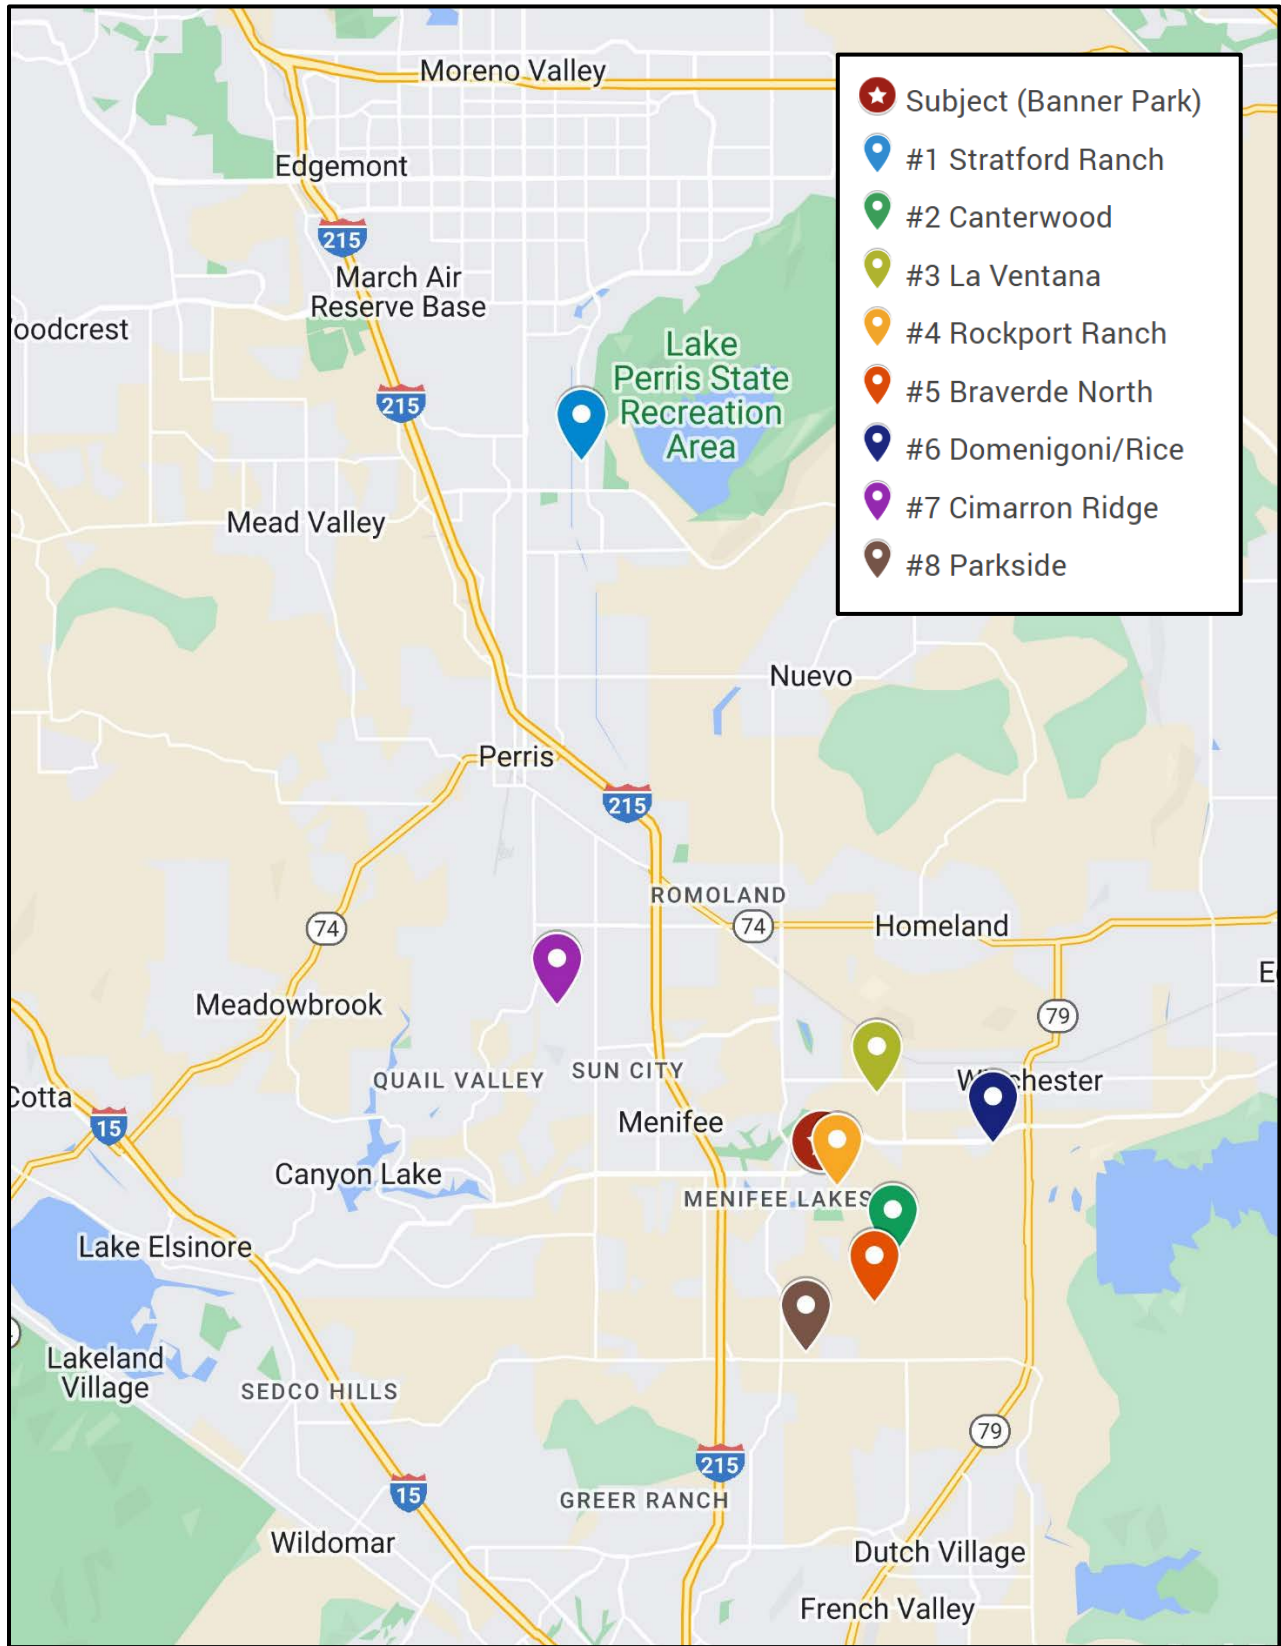 Moreno Valley
Subject (Banner Park)
#1 Stratford Ranch
#2 Canterwood
#3 La Ventana
#4 Rockport Ranch
#5 Braverde North
#6 Domenigoni/Rice
#7 Cimarron Ridge
#8 Parkside
Edgemont
215
March Air
Reserve Base
oodcrest
Lake
Perris State
Recreation
Area
215
Mead Valley
Nuevo
Perris
215
ROMOLAND
74
74
Homeland
Meadowbrook
79
QUAIL VALLEY
SUN CITY
Cotta
15
Menifee
Canyon Lake
MENIFEE LAKES
Lake Elsinore
Lakeland
Village
SEDCO HILLS
79
215
15
GREER RANCH
Wildomar
Dutch Village
French Valley